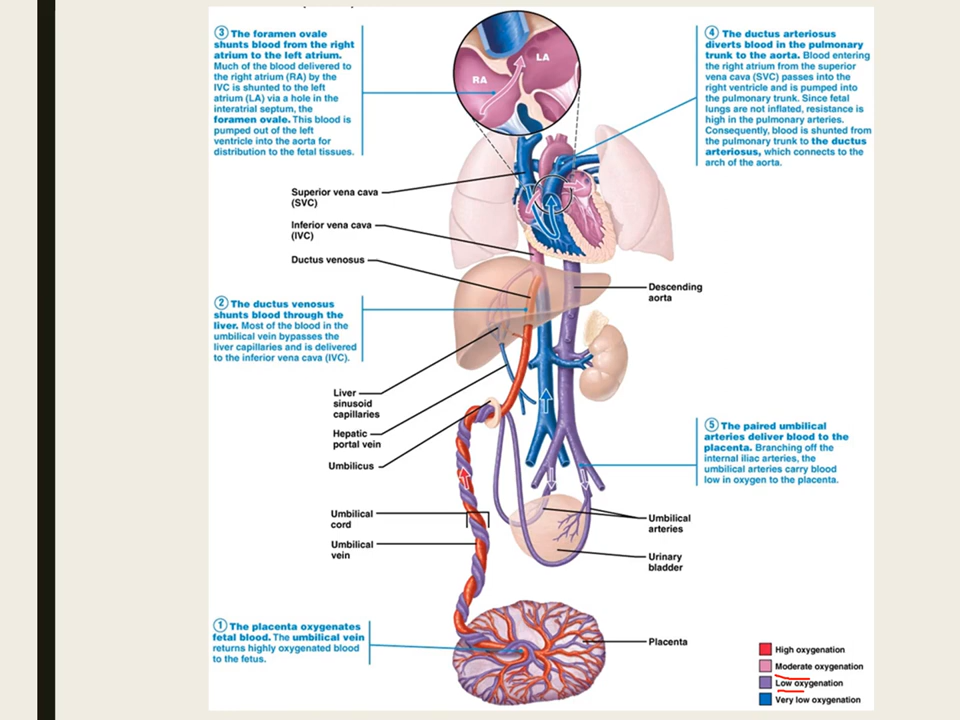 ③ The foramen ovale
shunts blood from the right
atrium to the left atrium.
Much of the blood delivered to
the right atrium (RA) by the
IVC is shunted to the left
atrium (LA) via a hole in the
interatrial septum, the
foramen ovale. This blood is
pumped out of the left
ventricle into the aorta for
distribution to the fetal tissues.
RA
LA
④ The ductus arteriosus
diverts blood in the pulmonary
trunk to the aorta. Blood entering
the right atrium from the superior
vena cava (SVC) passes into the
right ventricle and is pumped into
the pulmonary trunk. Since fetal
lungs are not inflated, resistance is
high in the pulmonary arteries.
Consequently, blood is shunted from
the pulmonary trunk to the ductus
arteriosus, which connects to the
arch of the aorta.
Superior vena cava
(SVC)
Inferior vena cava
(IVC)
Ductus venosus
Descending
aorta
② The ductus venosus
shunts blood through the
liver. Most of the blood in the
umbilical vein bypasses the
liver capillaries and is delivered
to the inferior vena cava (IVC).
Liver
sinusoid
capillaries
Hepatic
portal vein
Umbilicus
⑤ The paired umbilical
arteries deliver blood to the
placenta. Branching off the
internal iliac arteries, the
umbilical arteries carry blood
low in oxygen to the placenta.
Umbilical
cord
Umbilical
vein
Umbilical
arteries
Urinary
bladder
① The placenta oxygenates
fetal blood. The umbilical vein
returns highly oxygenated blood
to the fetus.
Placenta
High oxygenation
Moderate oxygenation
Low oxygenation
Very low oxygenation